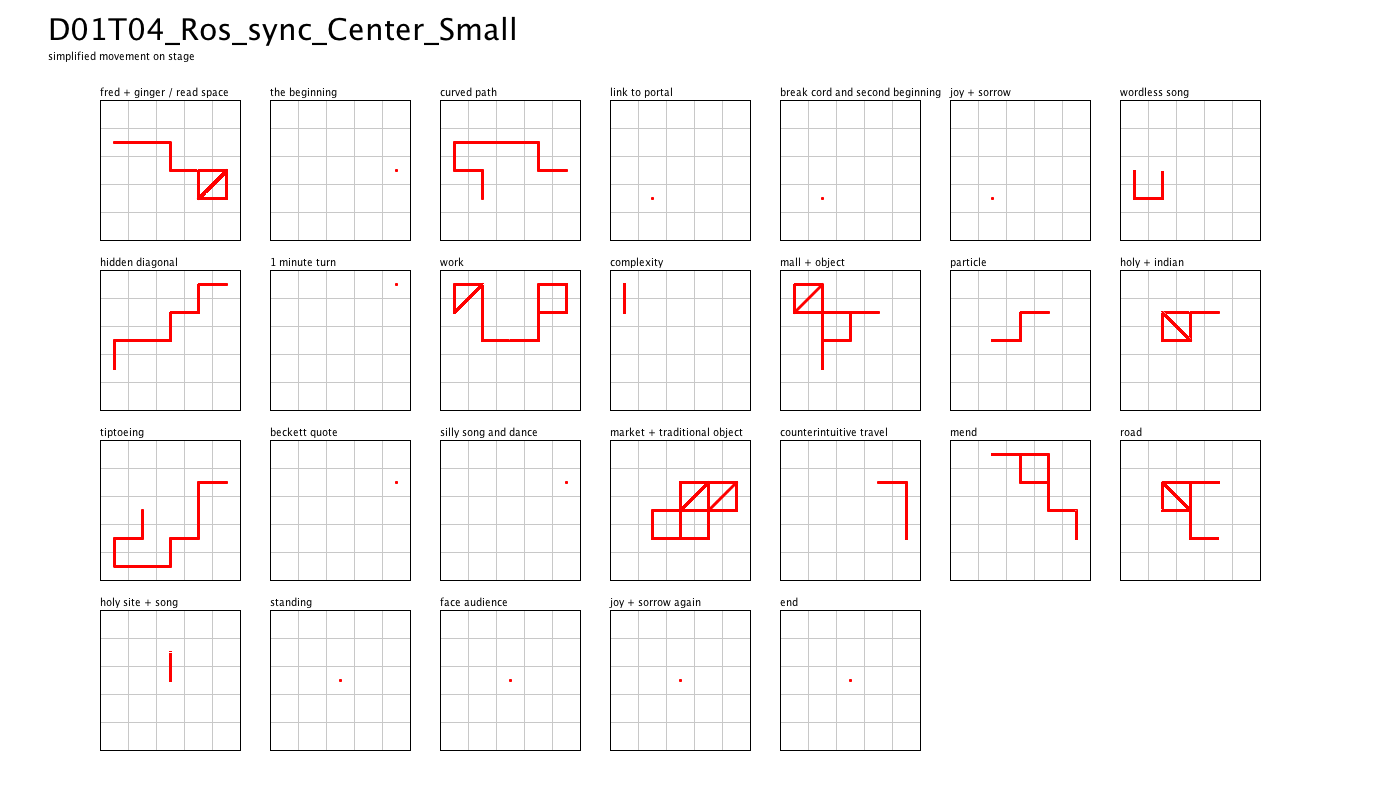 D01T04_Ros_sync_Center_Small
simplified movement on stage
fred + ginger / read space
the beginning
curved path
link to portal
break cord and second beginning
joy + sorrow
wordless song
hidden diagonal
1 minute turn
work
complexity
mall + object
particle
holy + indian
tiptoeing
beckett quote
silly song and dance
market + traditional object
counterintuitive travel
mend
road
holy site + song
standing
face audience
joy + sorrow again
end